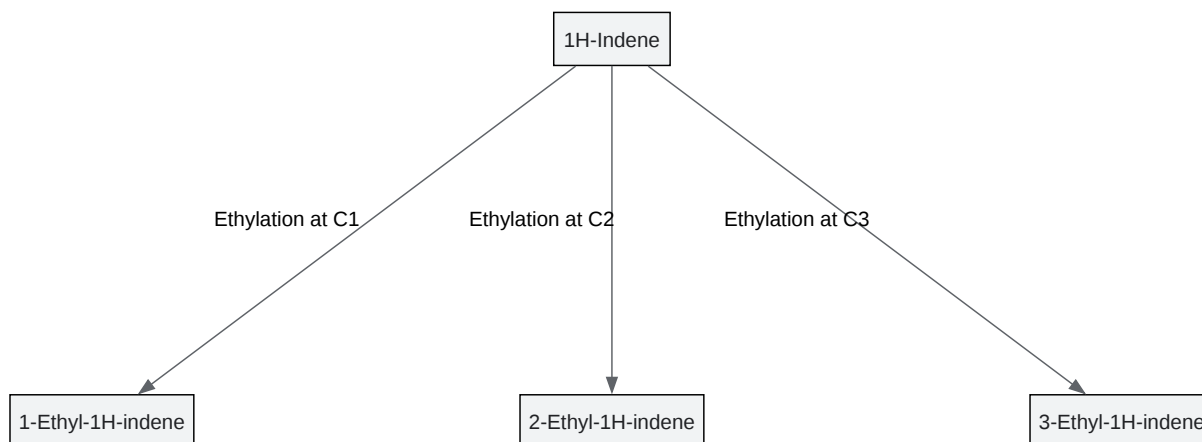 1H-Indene
Ethylation at C1
Ethylation at C2
Ethylation at C3
1-Ethyl-1H-indene
2-Ethyl-1H-indene
3-Ethyl-1H-indene